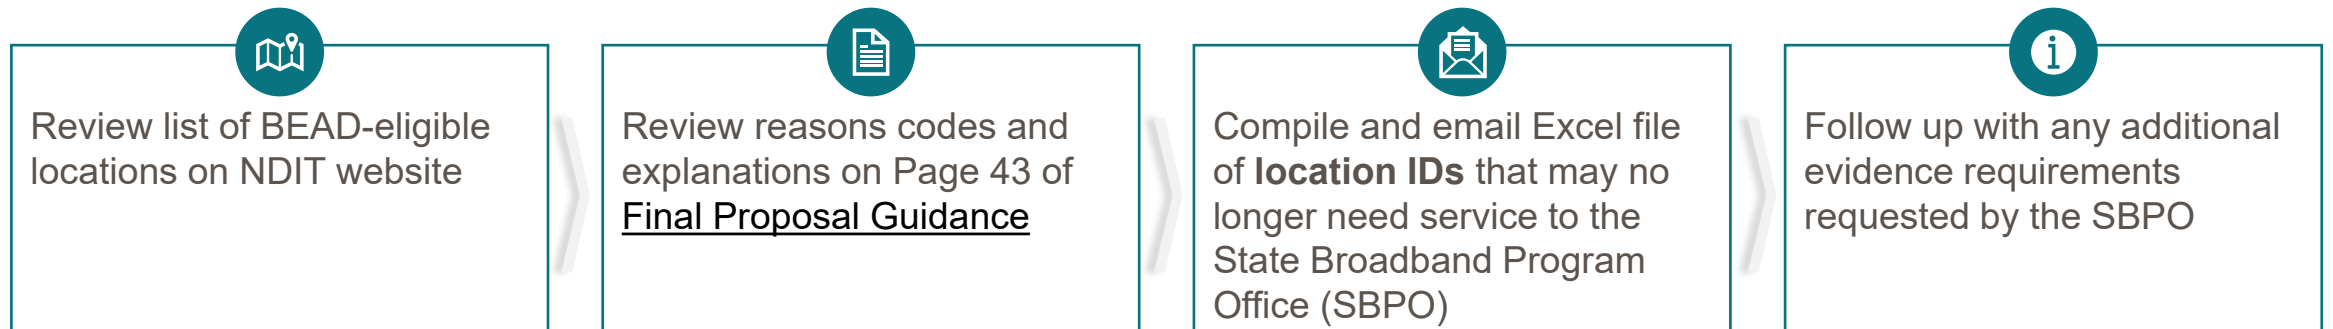 Review list of BEAD-eligible
locations on NDIT website
Review reasons codes and
explanations on Page 43 of
Final Proposal Guidance
Compile and email Excel file
of location IDs that may no
longer need service to the
State Broadband Program
Office (SBPO)
Follow up with any additional
evidence requirements
requested by the SBPO